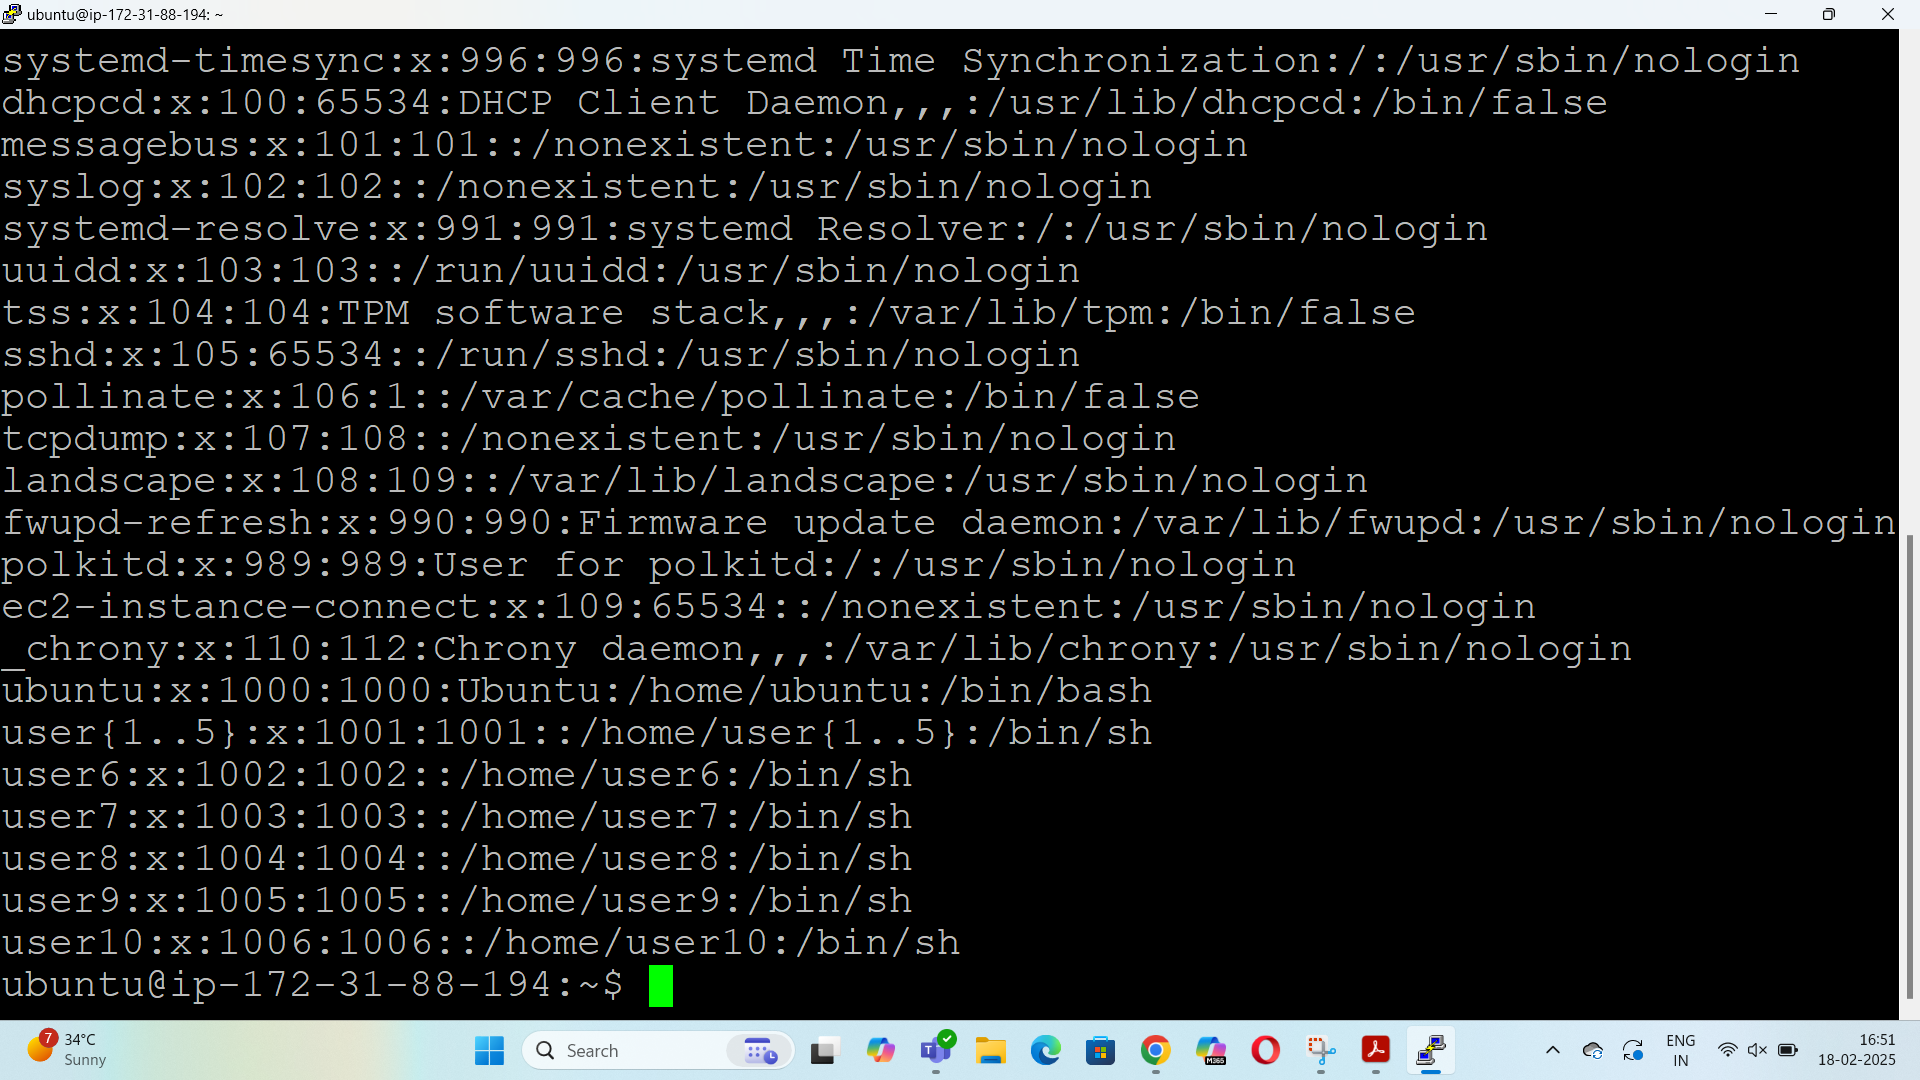 ubuntu@ip-172-31-88-194: ~
systemd-timesync:x:996:996:systemd Time Synchronization:/:/usr/sbin/nologin
dhcpcd:x:100:65534:DHCP Client Daemon,,,:/usr/lib/dhcpcd:/bin/false
messagebus:x:101:101::/nonexistent:/usr/sbin/nologin
syslog:x:102:102::/nonexistent:/usr/sbin/nologin
systemd-resolve:x:991:991:systemd Resolver:/:/usr/sbin/nologin
uuidd:x:103:103::/run/uuidd:/usr/sbin/nologin
tss:x:104:104:TPM software stack,,,:/var/lib/tpm:/bin/false
sshd:x:105:65534::/run/sshd:/usr/sbin/nologin
pollinate:x:106:1::/var/cache/pollinate:/bin/false
tcpdump:x:107:108::/nonexistent:/usr/sbin/nologin
landscape:x:108:109::/var/lib/landscape:/usr/sbin/nologin
fwupd-refresh:x:990:990:Firmware update daemon:/var/lib/fwupd:/usr/sbin/nologin
polkitd:x:989:989:User for polkitd:/:/usr/sbin/nologin
ec2-instance-connect:x:109:65534::/nonexistent:/usr/sbin/nologin
_chrony:x:110:112:Chrony daemon,,,:/var/lib/chrony:/usr/sbin/nologin
ubuntu:x:1000:1000:Ubuntu:/home/ubuntu:/bin/bash
user{1..5}:x:1001:1001::/home/user{1..5}:/bin/sh
user6:x:1002:1002::/home/user6:/bin/sh
user7:x:1003:1003::/home/user7:/bin/sh
user8:x:1004:1004::/home/user8:/bin/sh
user9:x:1005:1005::/home/user9:/bin/sh
user10:x:1006:1006::/home/user10:/bin/sh
ubuntu@ip-172-31-88-194:~$
7 34°C
Sunny
Search
T
M365
ENG
IN
16:51
18-02-2025